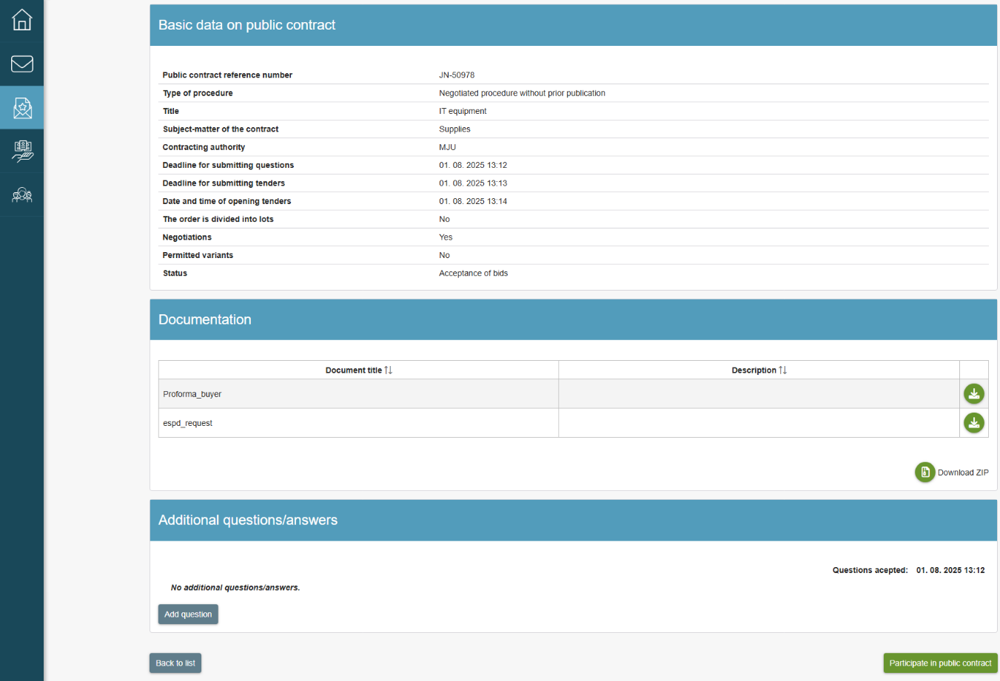 Basic data on public contract
Public contract reference number JN-50978
Type of procedure Negotiated procedure without prior publication
Title IT equipment
Subject-matter of the contract Supplies
Contracting authority MJU
Deadline for submitting questions 01. 08. 2025 13:12
Deadline for submitting tenders 01. 08. 2025 13:13
Date and time of opening tenders 01. 08. 2025 13:14
The order is divided into lots No
Negotiations Yes
Permitted variants No
Status Acceptance of bids
Documentation
Document title Description
Proforma_buyer
espd_request
Download ZIP
Additional questions/answers
Questions acepted: 01. 08. 2025 13:12
No additional questions/answers.
Add question
Back to list Participate in public contract